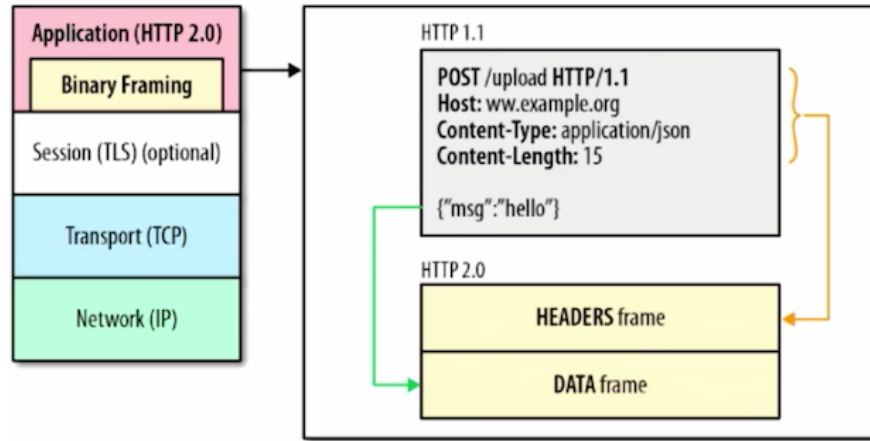 Application (HTTP 2.0)
Binary Framing
Session (TLS) (optional)
Transport (TCP)
Network (IP)
HTTP 1.1
POST /upload HTTP/1.1
Host: ww.example.org
Content-Type: application/json
Content-Length: 15
{"msg":"hello"}
HTTP 2.0
HEADERS frame
DATA frame